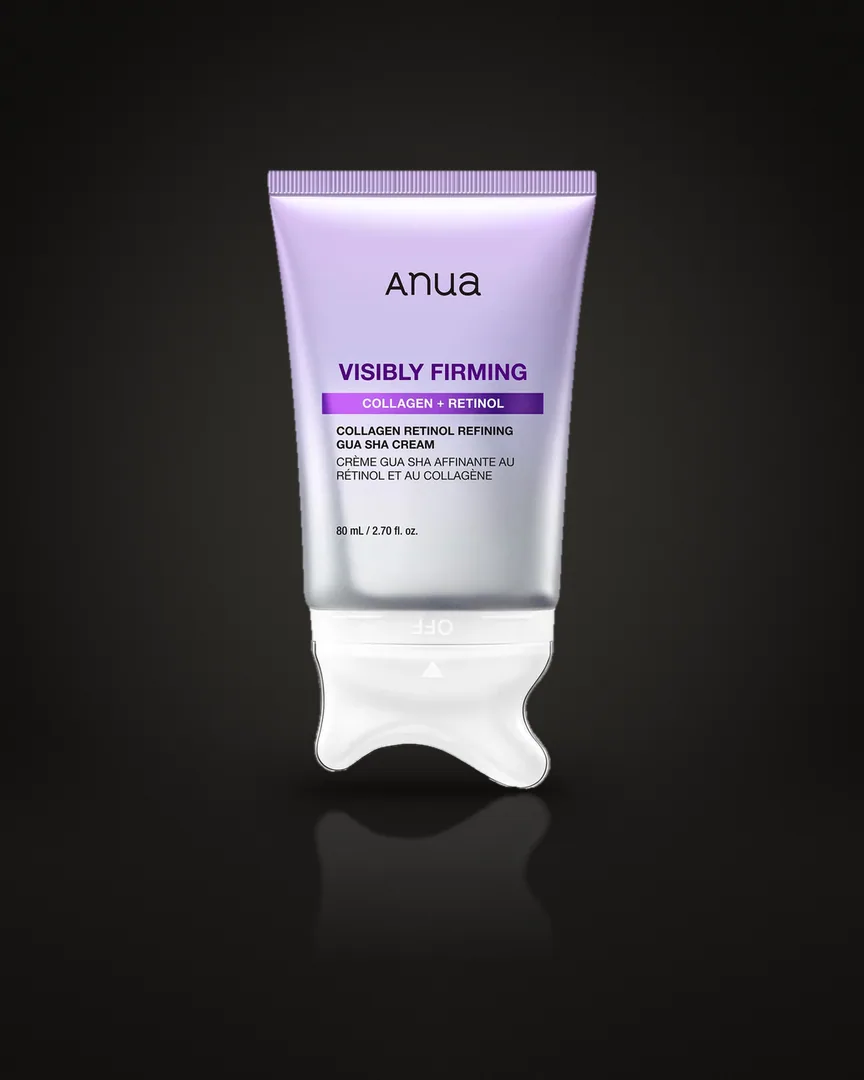 Anua
VISIBLY FIRMING
COLLAGEN + RETINOL
COLLAGEN RETINOL REFINING
GUA SHA CREAM
CRÈME GUA SHA AFFINANTE AU
RÉTINOL ET AU COLLAGÈNE
80 mL / 2.70 fl. oz.
OFF